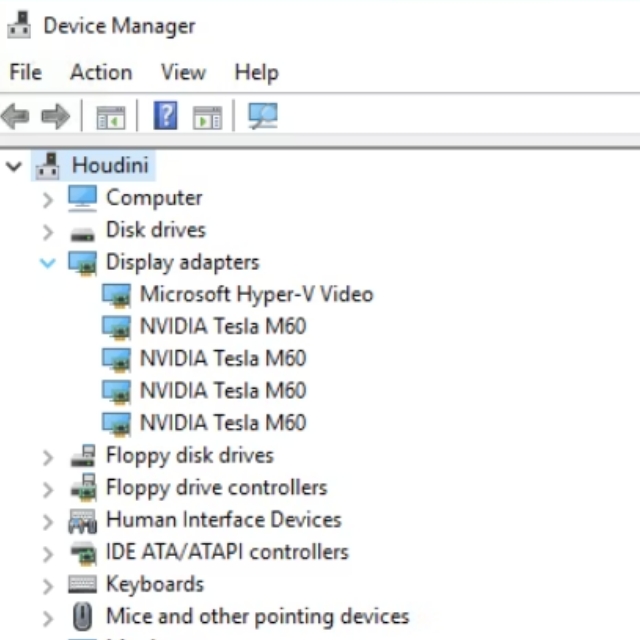 Device Manager
File Action View Help
Houdini
Computer
Disk drives
Display adapters
Microsoft Hyper-V Video
NVIDIA Tesla M60
NVIDIA Tesla M60
NVIDIA Tesla M60
NVIDIA Tesla M60
Floppy disk drives
Floppy drive controllers
Human Interface Devices
IDE ATA/ATAPI controllers
Keyboards
Mice and other pointing devices